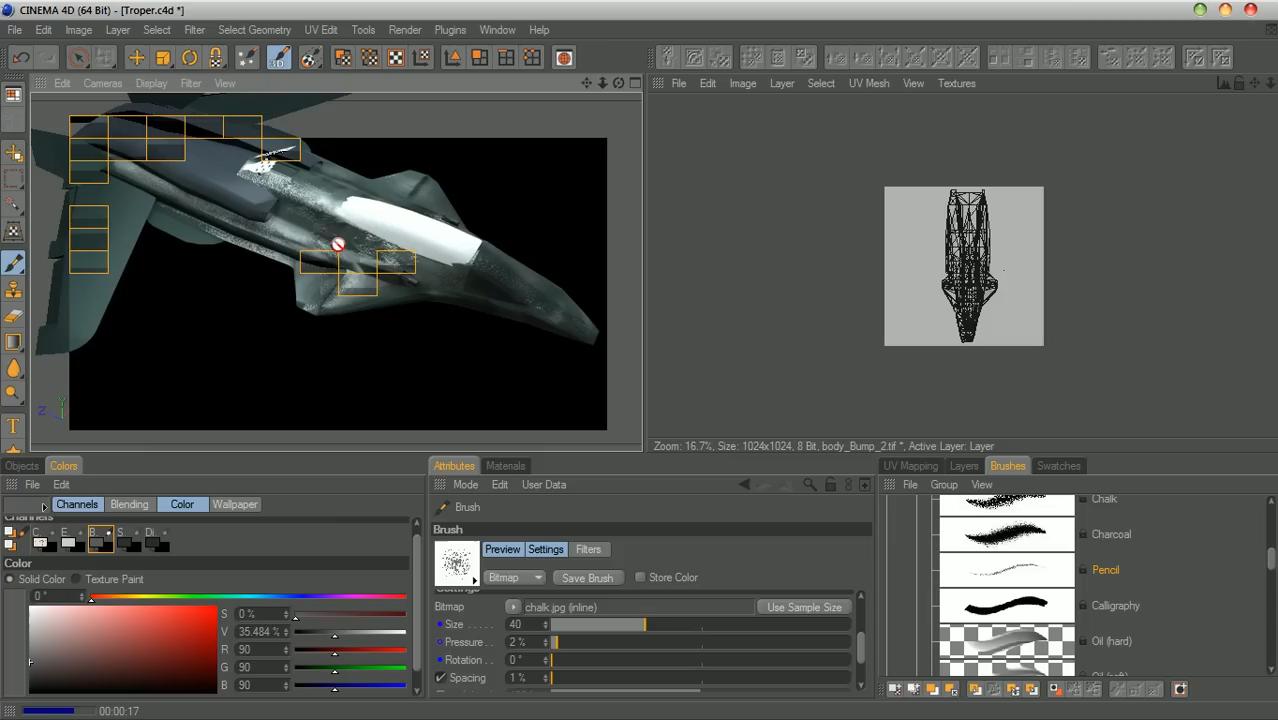 CINEMA 4D (64 Bit) - [Troper.c4d *]
File Edit Image Layer Select Filter Select Geometry UV Edit Tools Render Plugins Window Help
3D
Edit Cameras Display Filter View
File Edit Image Layer Select UV Mesh View Textures
Z Y
T
Zoom: 16.7%, Size: 1024x1024, 8 Bit, body_Bump_2.tif *, Active Layer: Layer
Objects Colors
Attributes Materials
UV Mapping Layers Brushes Swatches
File Edit
Mode Edit User Data
File Group View
Channels Blending Color Wallpaper
Brush
Chalk
Channels
Brush
C. E. B. S. Di.
Preview Settings Filters
Charcoal
Color
Solid Color Texture Paint
Bitmap Save Brush Store Color
Pencil
0 °
Settings
S 0 %
Bitmap chalk.jpg (inline) Use Sample Size
Calligraphy
V 35.484 %
Size 40
R 90
Pressure 2 %
Oil (hard)
G 90
Rotation 0 °
B 90
Spacing 1 %
00:00:17